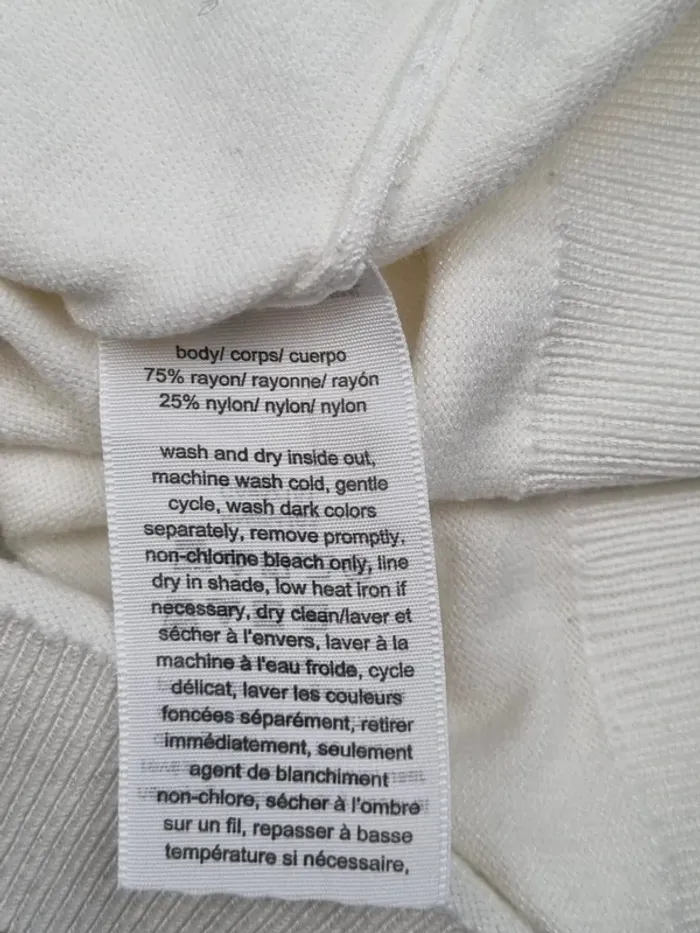 body/ corps/ cuerpo
75% rayon/ rayonne/ rayón
25% nylon/ nylon/ nylon
wash and dry inside out,
machine wash cold, gentle
cycle, wash dark colors
separately, remove promptly,
non-chlorine bleach only, line
dry in shade, low heat iron if
necessary, dry clean/laver et
sécher à l'envers, laver à la
machine à l'eau froide, cycle
délicat, laver les couleurs
foncées séparément, retirer
immédiatement, seulement
agent de blanchiment
non-chlore, sécher à l'ombre
sur un fil, repasser à basse
température si nécessaire,